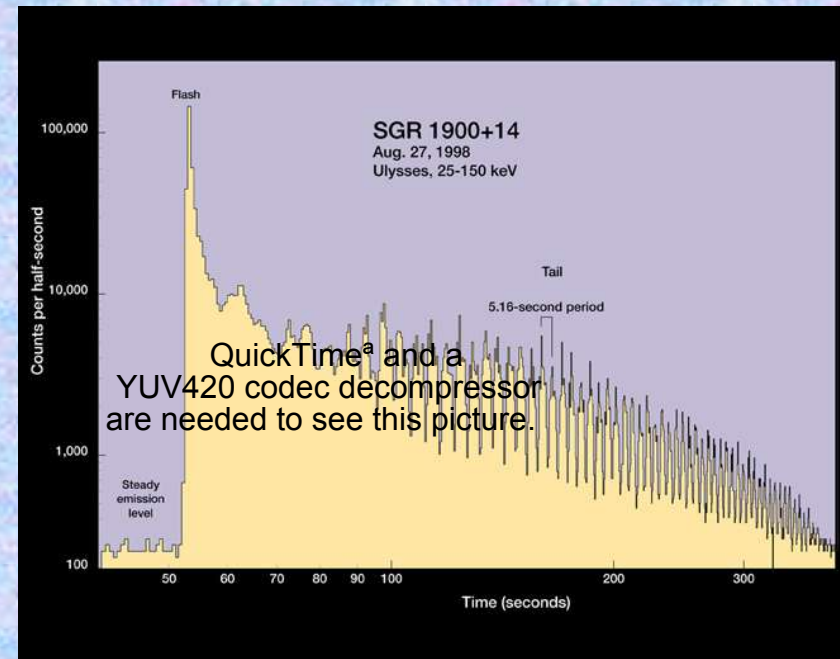 Flash
100,000
SGR 1900+14
Aug. 27, 1998
Ulysses, 25-150 keV
Counts per half-second
Tail
10,000
5.16-second period
QuickTimeª and a
YUV420 codec decompressor
are needed to see this picture.
1,000
Steady
emission
level
100
50 60 70 80 90 100 200 300
Time (seconds)